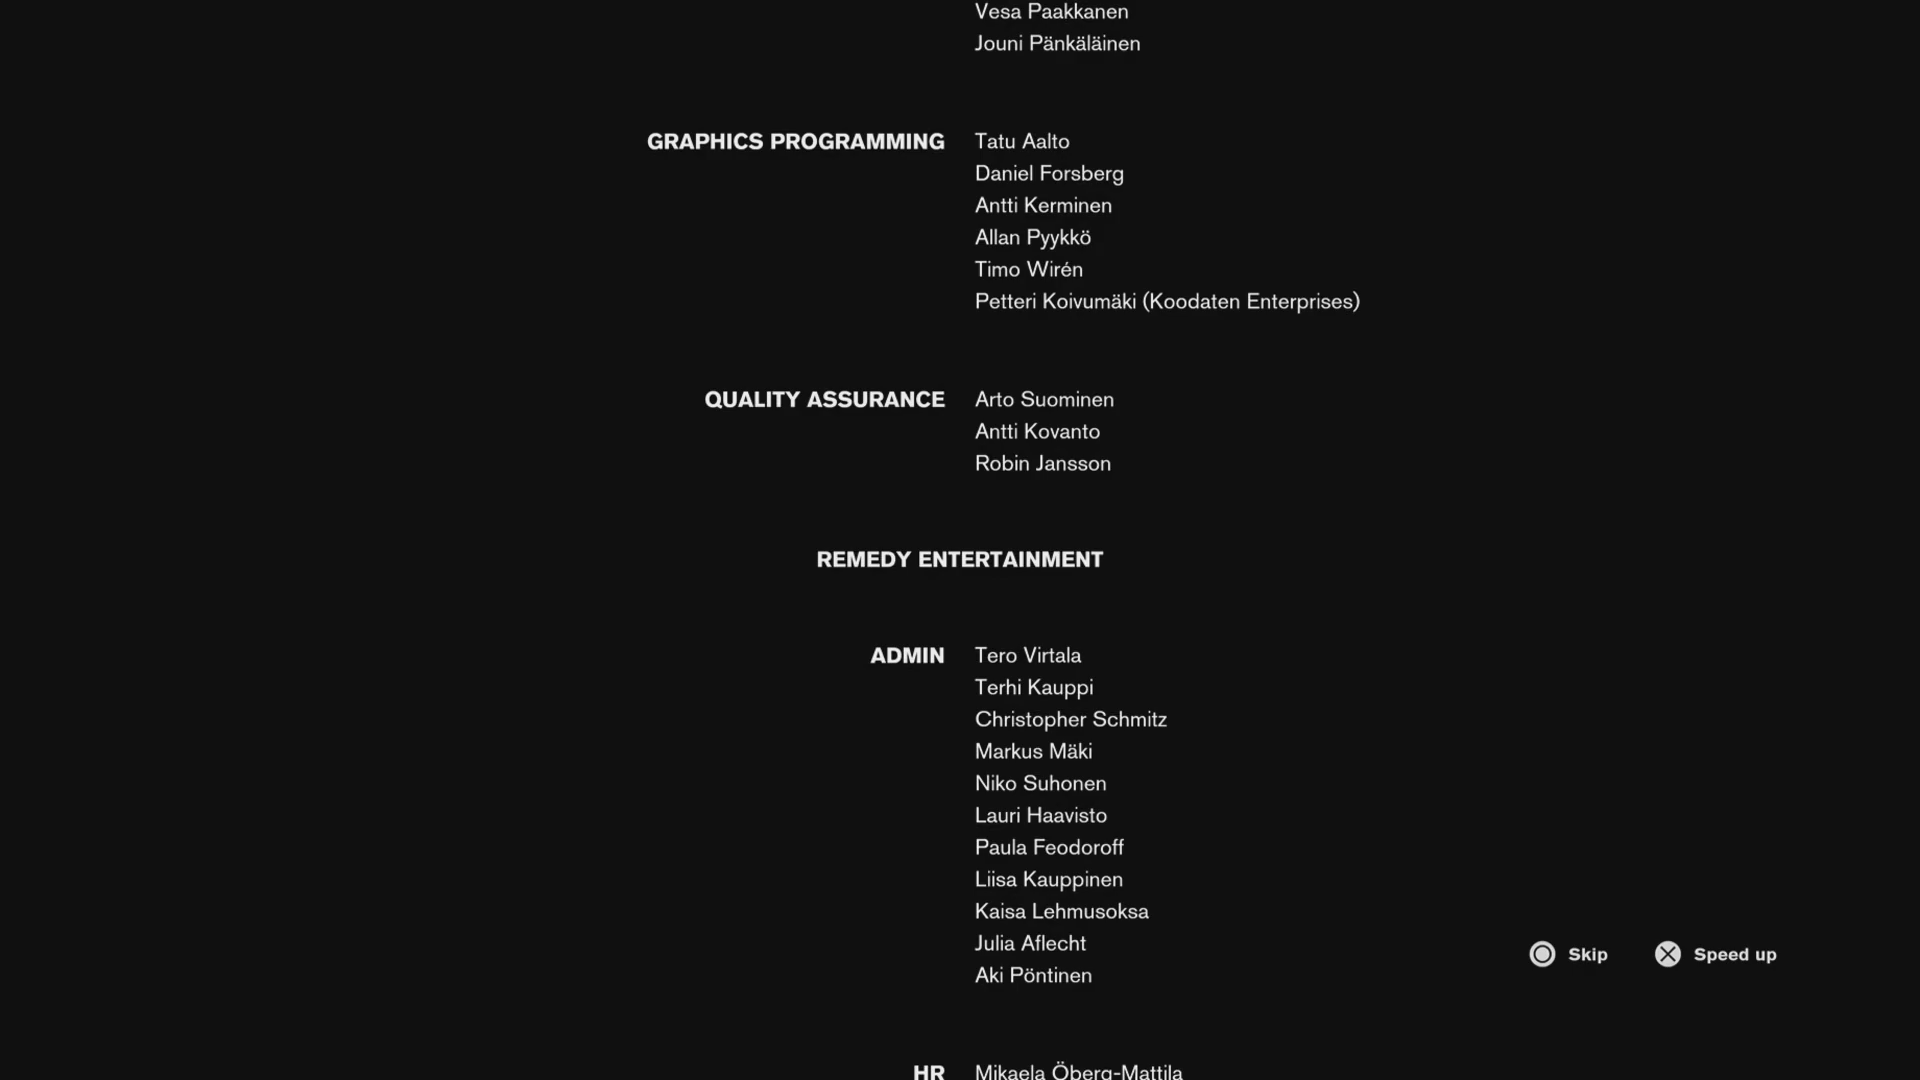 Vesa Paakkanen
Jouni Pänkäläinen
GRAPHICS PROGRAMMING Tatu Aalto
Daniel Forsberg
Antti Kerminen
Allan Pyykkö
Timo Wirén
Petteri Koivumäki (Koodaten Enterprises)
QUALITY ASSURANCE Arto Suominen
Antti Kovanto
Robin Jansson
REMEDY ENTERTAINMENT
ADMIN Tero Virtala
Terhi Kauppi
Christopher Schmitz
Markus Mäki
Niko Suhonen
Lauri Haavisto
Paula Feodoroff
Liisa Kauppinen
Kaisa Lehmusoksa
Julia Aflecht
Aki Pöntinen
Skip Speed up
HR Mikaela Öberg-Mattila